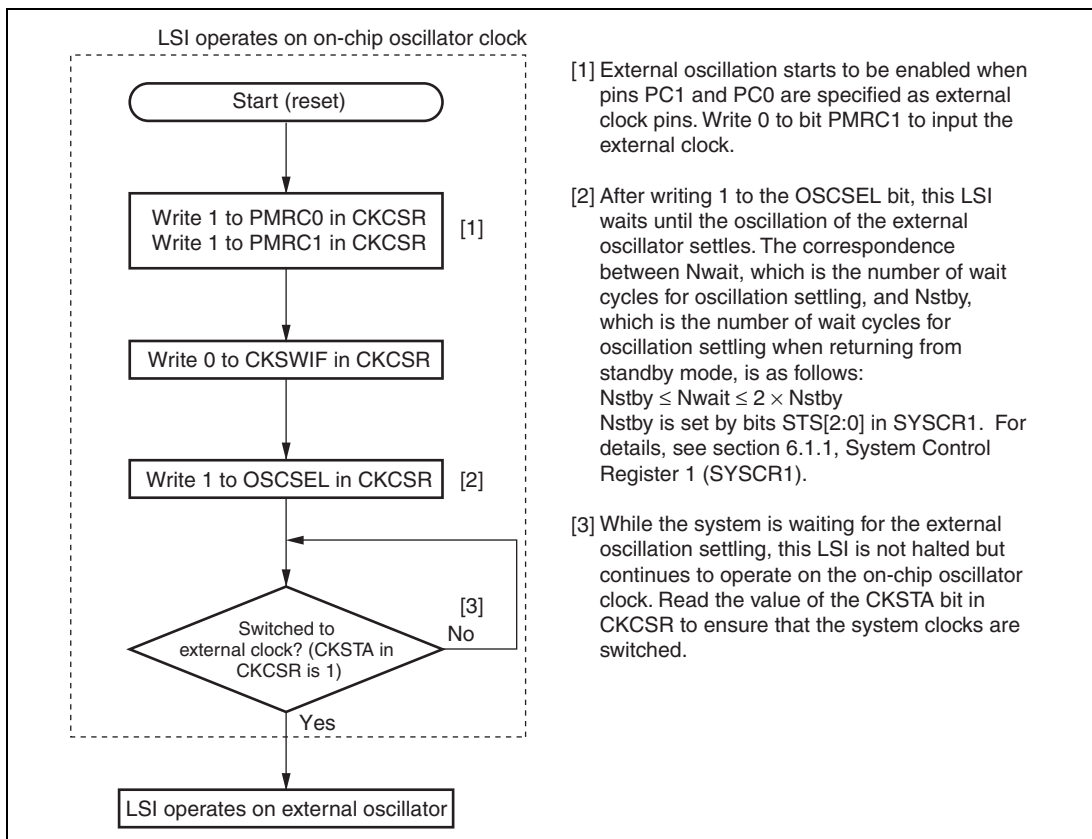 LSI operates on on-chip oscillator clock
Start (reset)
Write 1 to PMRC0 in CKCSR
Write 1 to PMRC1 in CKCSR
[1]
Write 0 to CKSWIF in CKCSR
Write 1 to OSCSEL in CKCSR
[2]
[3]
Switched to
external clock? (CKSTA in
CKCSR is 1)
No
Yes
LSI operates on external oscillator
[1] External oscillation starts to be enabled when
pins PC1 and PC0 are specified as external
clock pins. Write 0 to bit PMRC1 to input the
external clock.
[2] After writing 1 to the OSCSEL bit, this LSI
waits until the oscillation of the external
oscillator settles. The correspondence
between Nwait, which is the number of wait
cycles for oscillation settling, and Nstby,
which is the number of wait cycles for
oscillation settling when returning from
standby mode, is as follows:
Nstby ≤ Nwait ≤ 2 × Nstby
Nstby is set by bits STS[2:0] in SYSCR1. For
details, see section 6.1.1, System Control
Register 1 (SYSCR1).
[3] While the system is waiting for the external
oscillation settling, this LSI is not halted but
continues to operate on the on-chip oscillator
clock. Read the value of the CKSTA bit in
CKCSR to ensure that the system clocks are
switched.